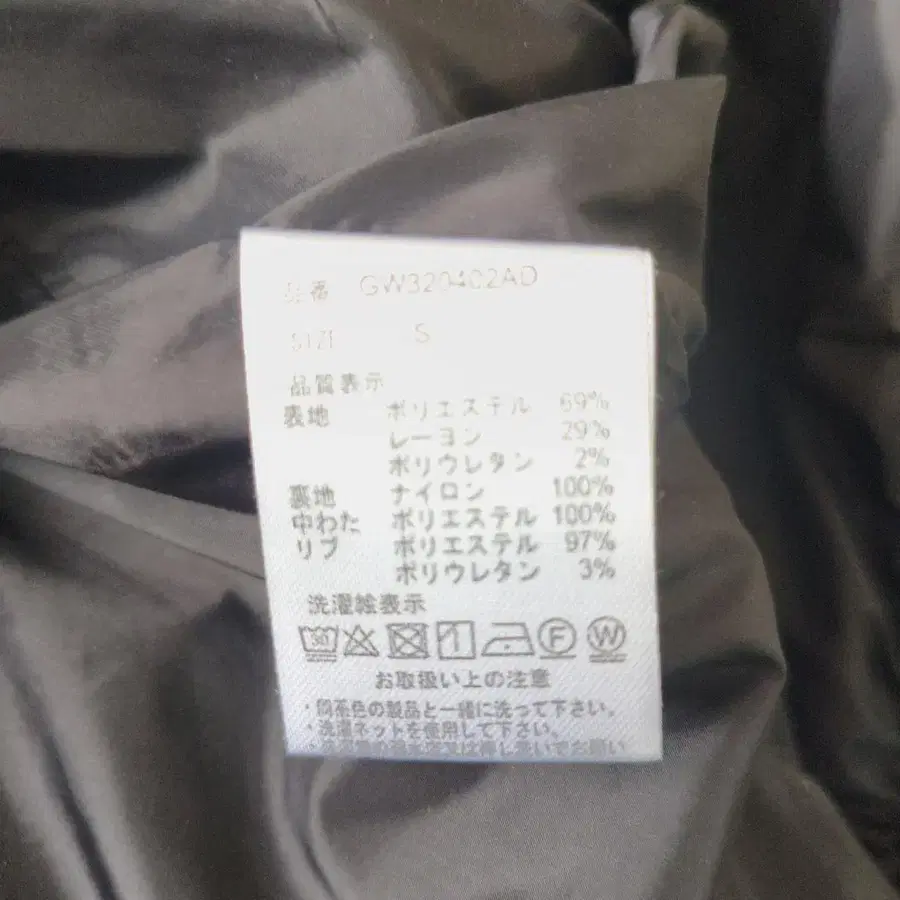 品番 GW320402AD
SIZE S
品質表示
表地 ポリエステル 69%
レーヨン 29%
ポリウレタン 2%
裏地 ナイロン 100%
中わた ポリエステル 100%
リブ ポリエステル 97%
ポリウレタン 3%
洗濯絵表示
30 F W
お取扱い上の注意
・同系色の製品と一緒に洗って下さい。
・洗濯ネットを使用して下さい。